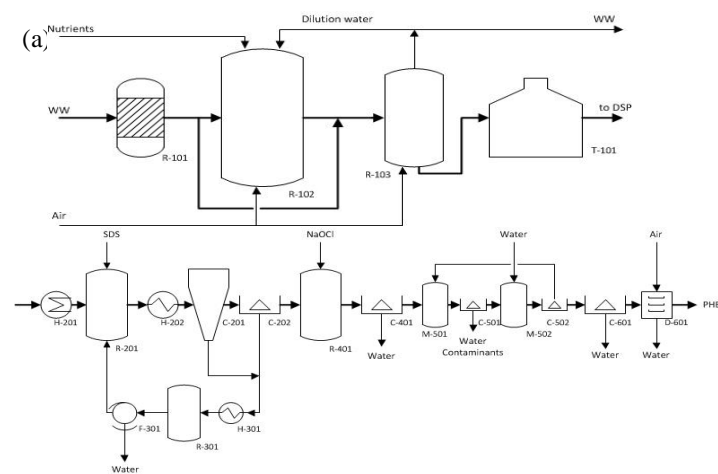 (a)
Nutrients
Dilution water
WW
WW
R-101
R-102
R-103
to DSP
T-101
Air
SDS
NaOCl
Water
Air
H-201
R-201
H-202
C-201
C-202
R-401
C-401
M-501
C-501
M-502
C-502
C-601
D-601
Water
Water
Contaminants
Water
Water
F-301
R-301
H-301
Water